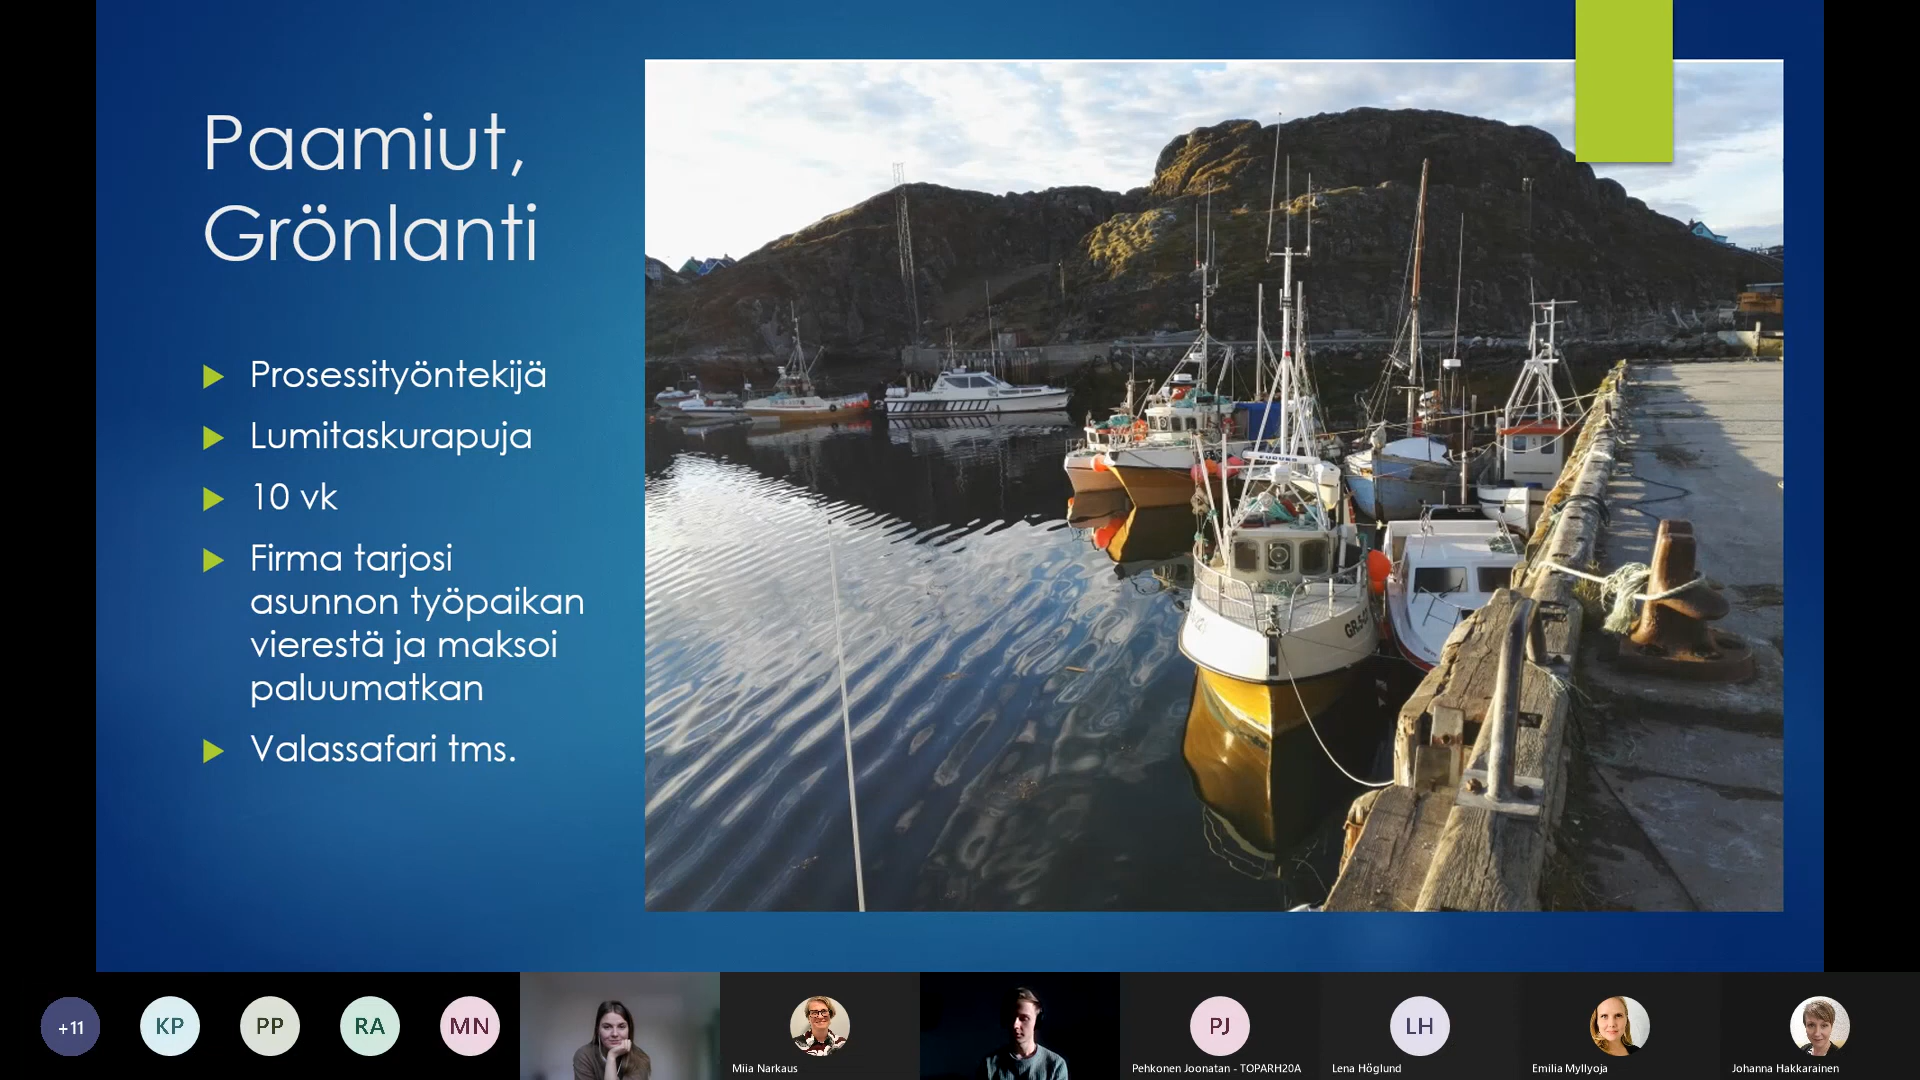 Paamiut,
Grönlanti
Prosessityöntekijä
Lumitaskurapuja
10 vk
Firma tarjosi
asunnon työpaikan
vierestä ja maksoi
paluumatkan
Valassafari tms.
+11
KP
PP
RA
MN
Miia Narkaus
PJ
Pehkonen Joonatan - TOPARH20A
LH
Lena Höglund
Emilia Myllyoja
Johanna Hakkarainen